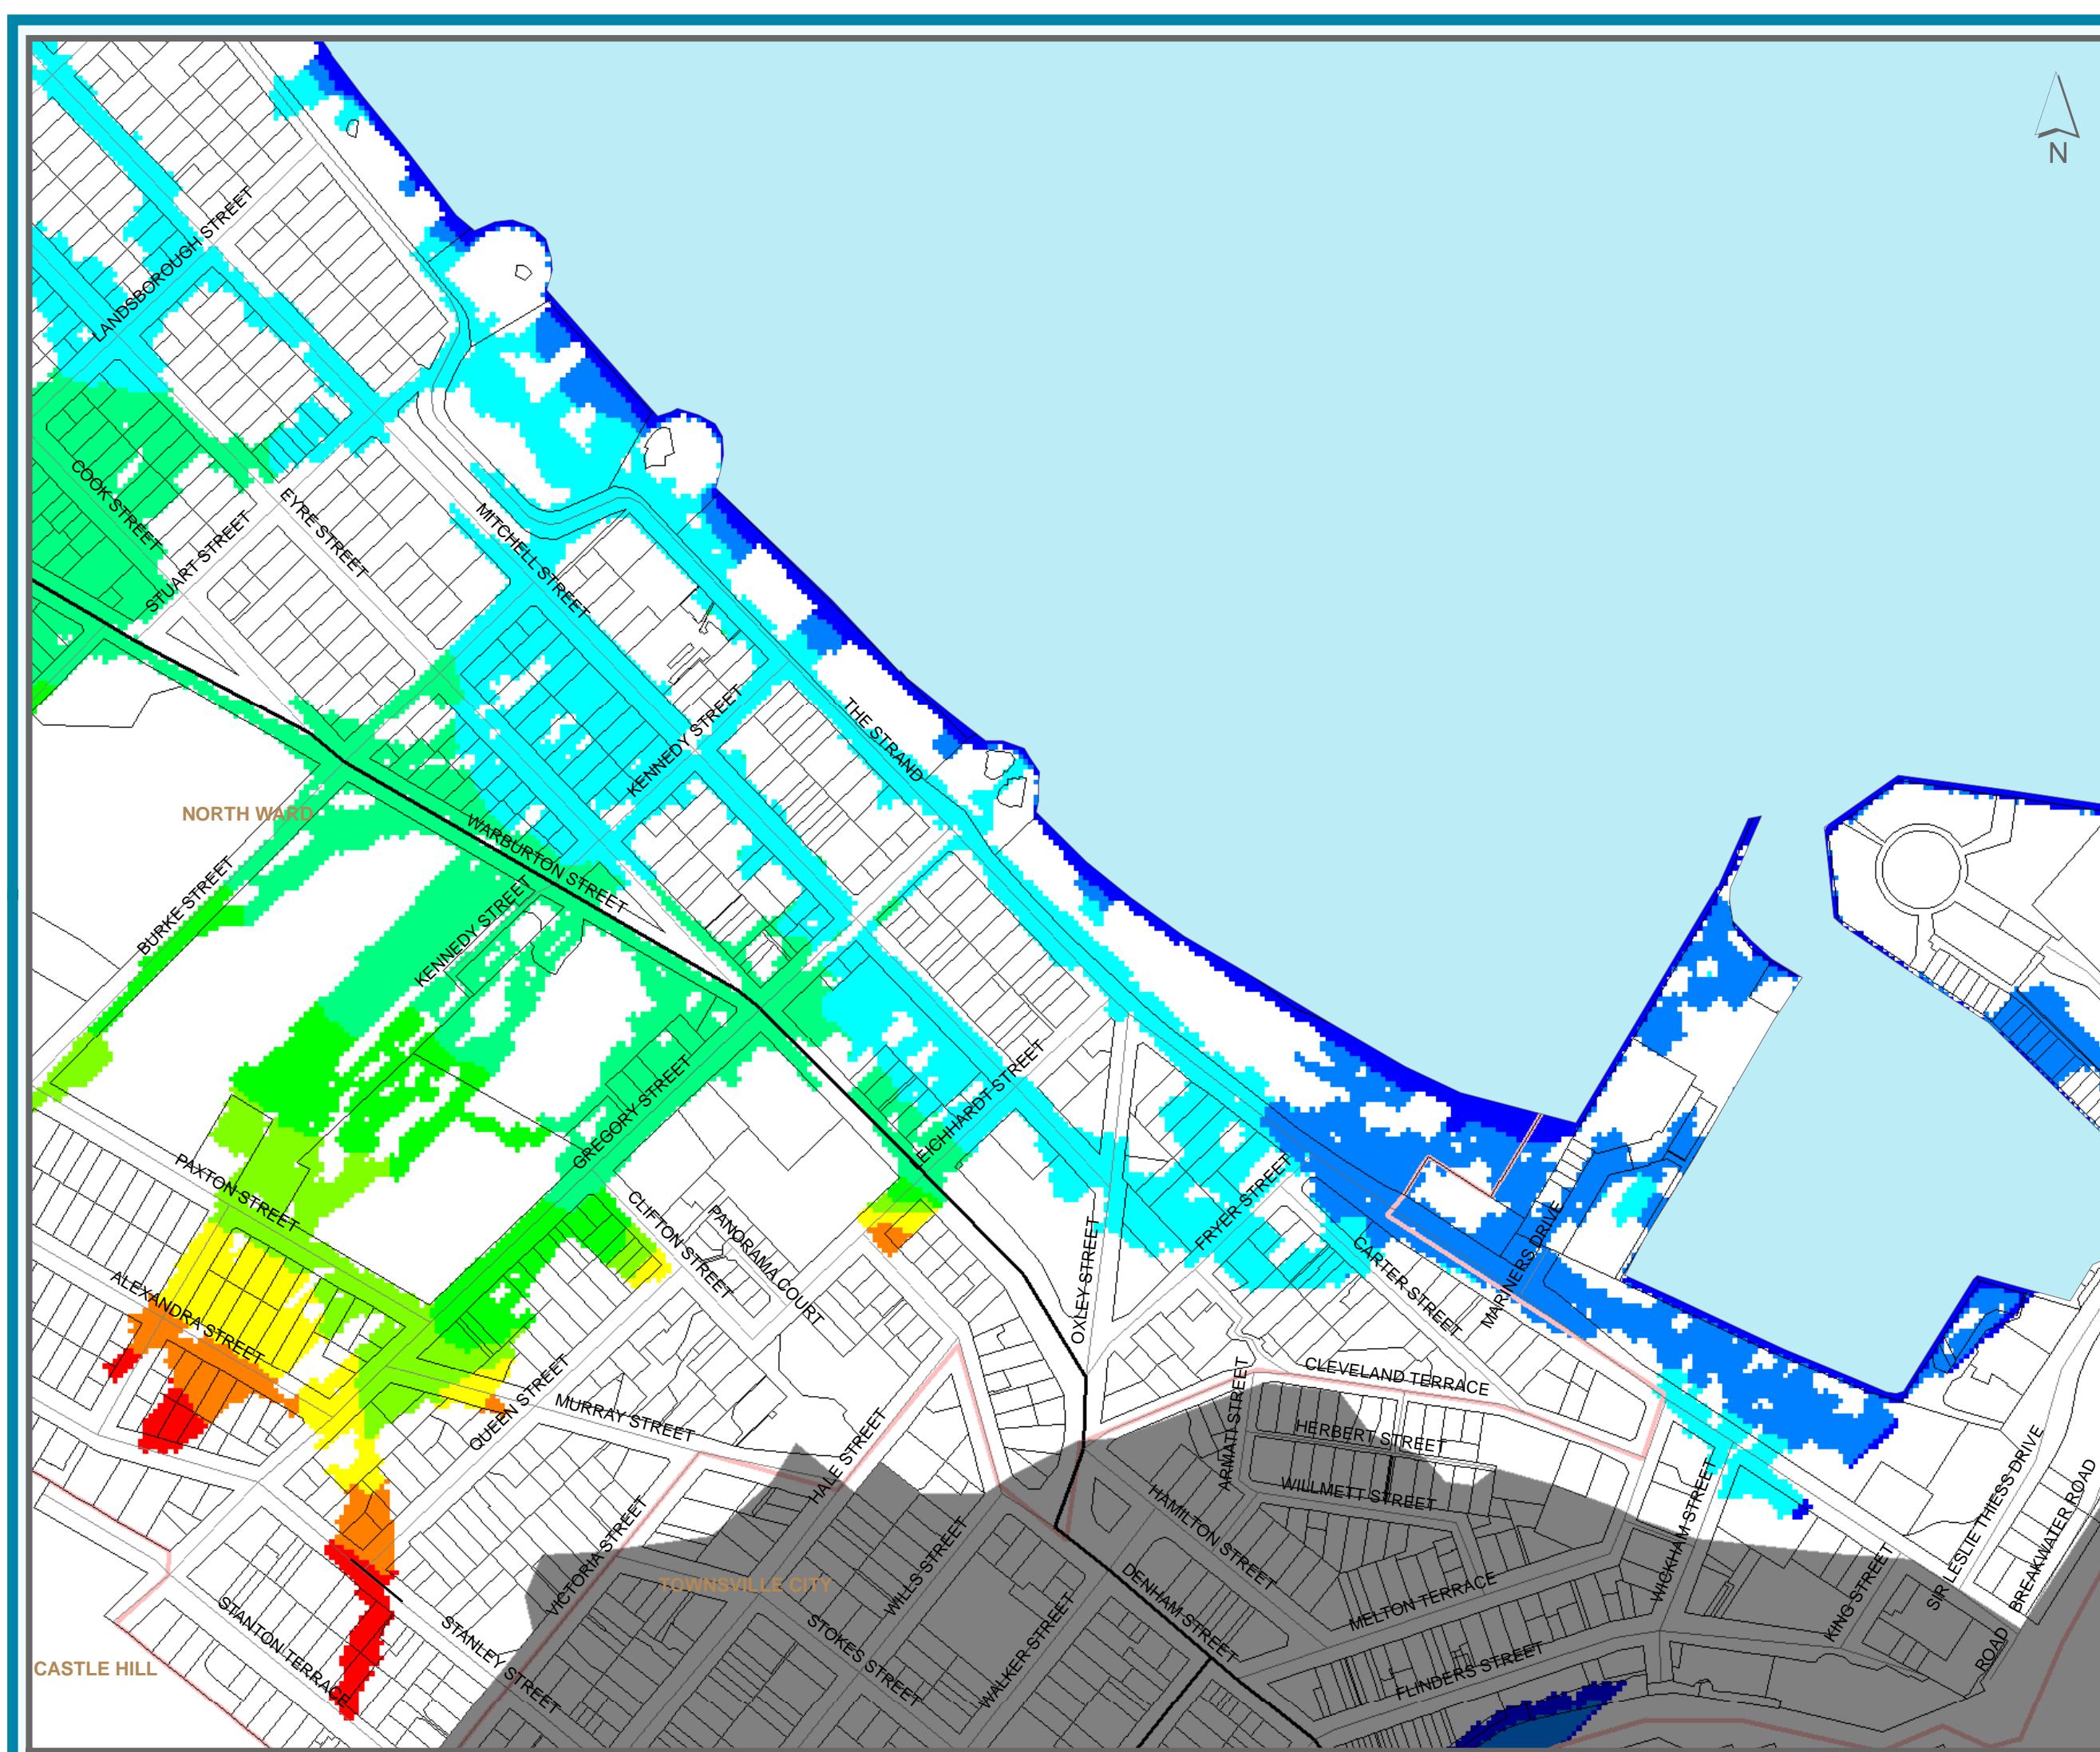 N
LANDSBOROUGH STREET
COOK STREET
STUART STREET
EYRE STREET
MITCHELL STREET
KENNEDY STREET
THE STRAND
NORTH WARD
WARBURTON STREET
BURKE STREET
KENNEDY STREET
GREGORY STREET
LEICHHARDT STREET
PAXTON STREET
CLIFTON STREET
PANORAMA COURT
OXLEY STREET
FRYER STREET
CARTER STREET
MARINERS DRIVE
ALEXANDRA STREET
QUEEN STREET
MURRAY STREET
HALE STREET
ARMATI STREET
CLEVELAND TERRACE
HERBERT STREET
WILLMETT STREET
HAMILTON STREET
WICKHAM STREET
SIR LESLIE THIESS DRIVE
BREAKWATER ROAD
KING STREET
VICTORIA STREET
TOWNSVILLE CITY
WILLS STREET
DENHAM STREET
MELTON TERRACE
STANTON TERRACE
STANLEY STREET
STOKES STREET
WALKER STREET
FLINDERS STREET
ROAD
CASTLE HILL